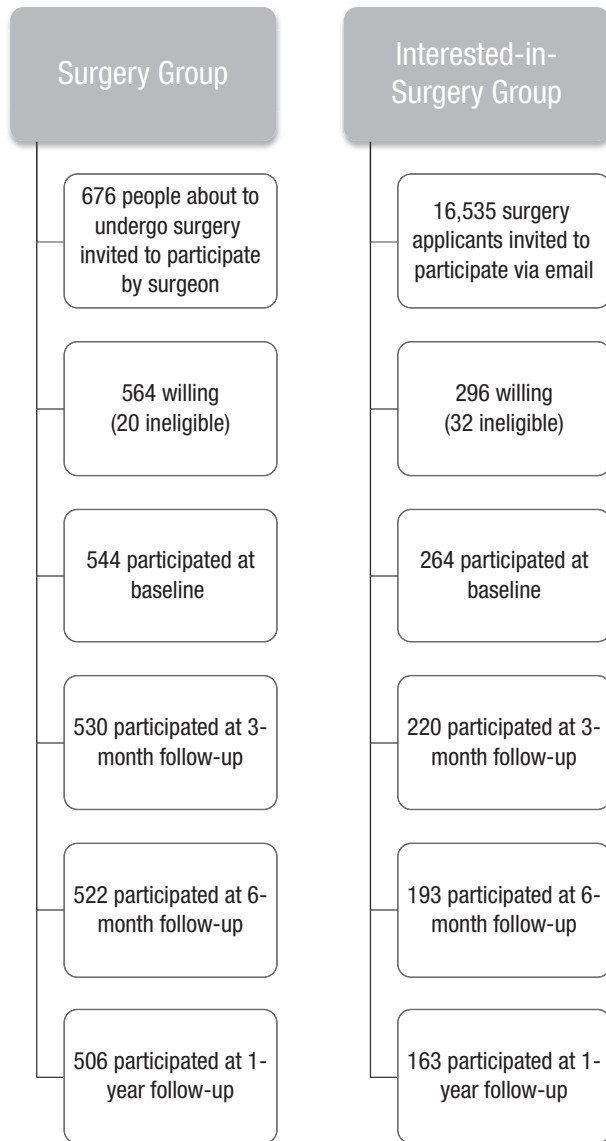 Surgery Group
676 people about to
undergo surgery
invited to participate
by surgeon
564 willing
(20 ineligible)
544 participated at
baseline
530 participated at 3-
month follow-up
522 participated at 6-
month follow-up
506 participated at 1-
year follow-up
Interested-in-
Surgery Group
16,535 surgery
applicants invited to
participate via email
296 willing
(32 ineligible)
264 participated at
baseline
220 participated at 3-
month follow-up
193 participated at 6-
month follow-up
163 participated at 1-
year follow-up